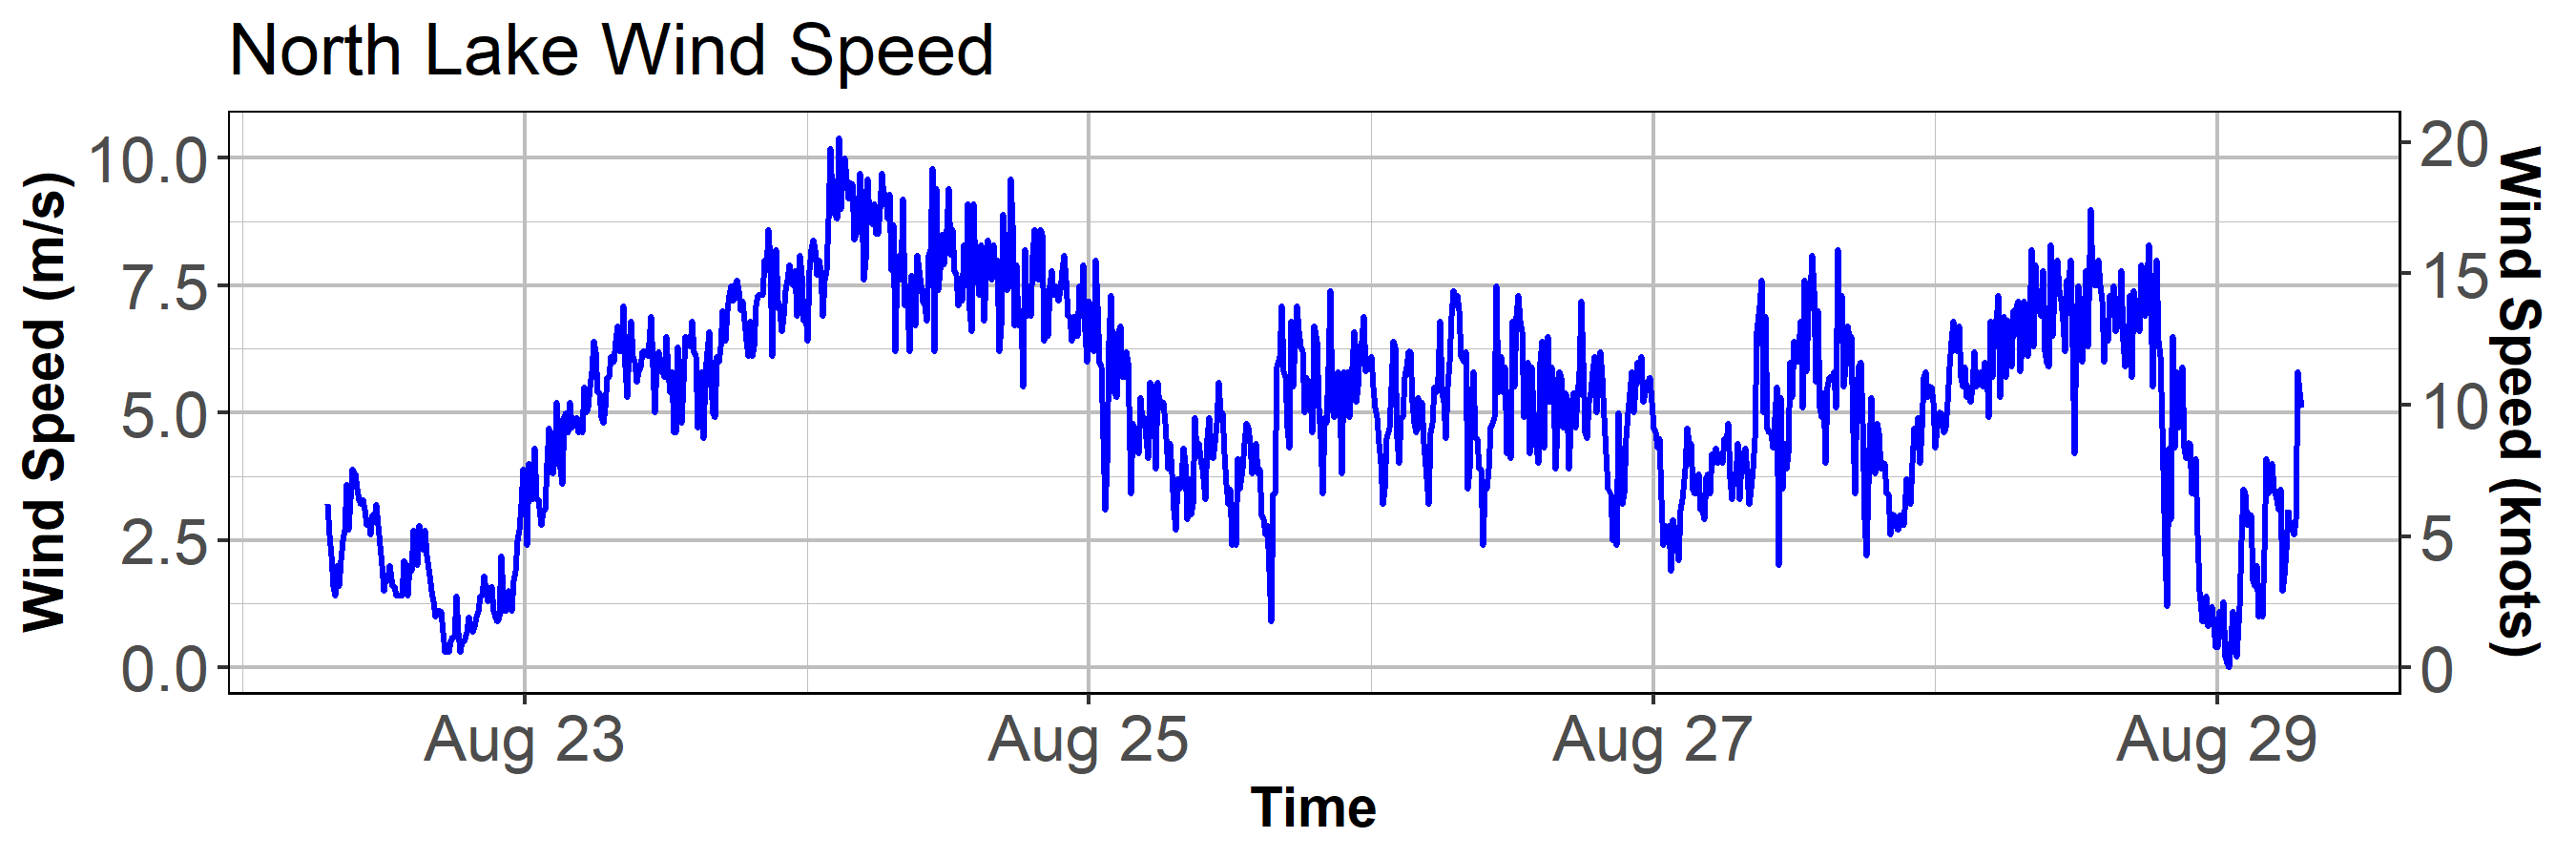 North Lake Wind Speed
Wind Speed (m/s)
10.0
7.5
5.0
2.5
0.0
20
15
10
5
0
Wind Speed (knots)
Aug 23
Aug 25
Aug 27
Aug 29
Time